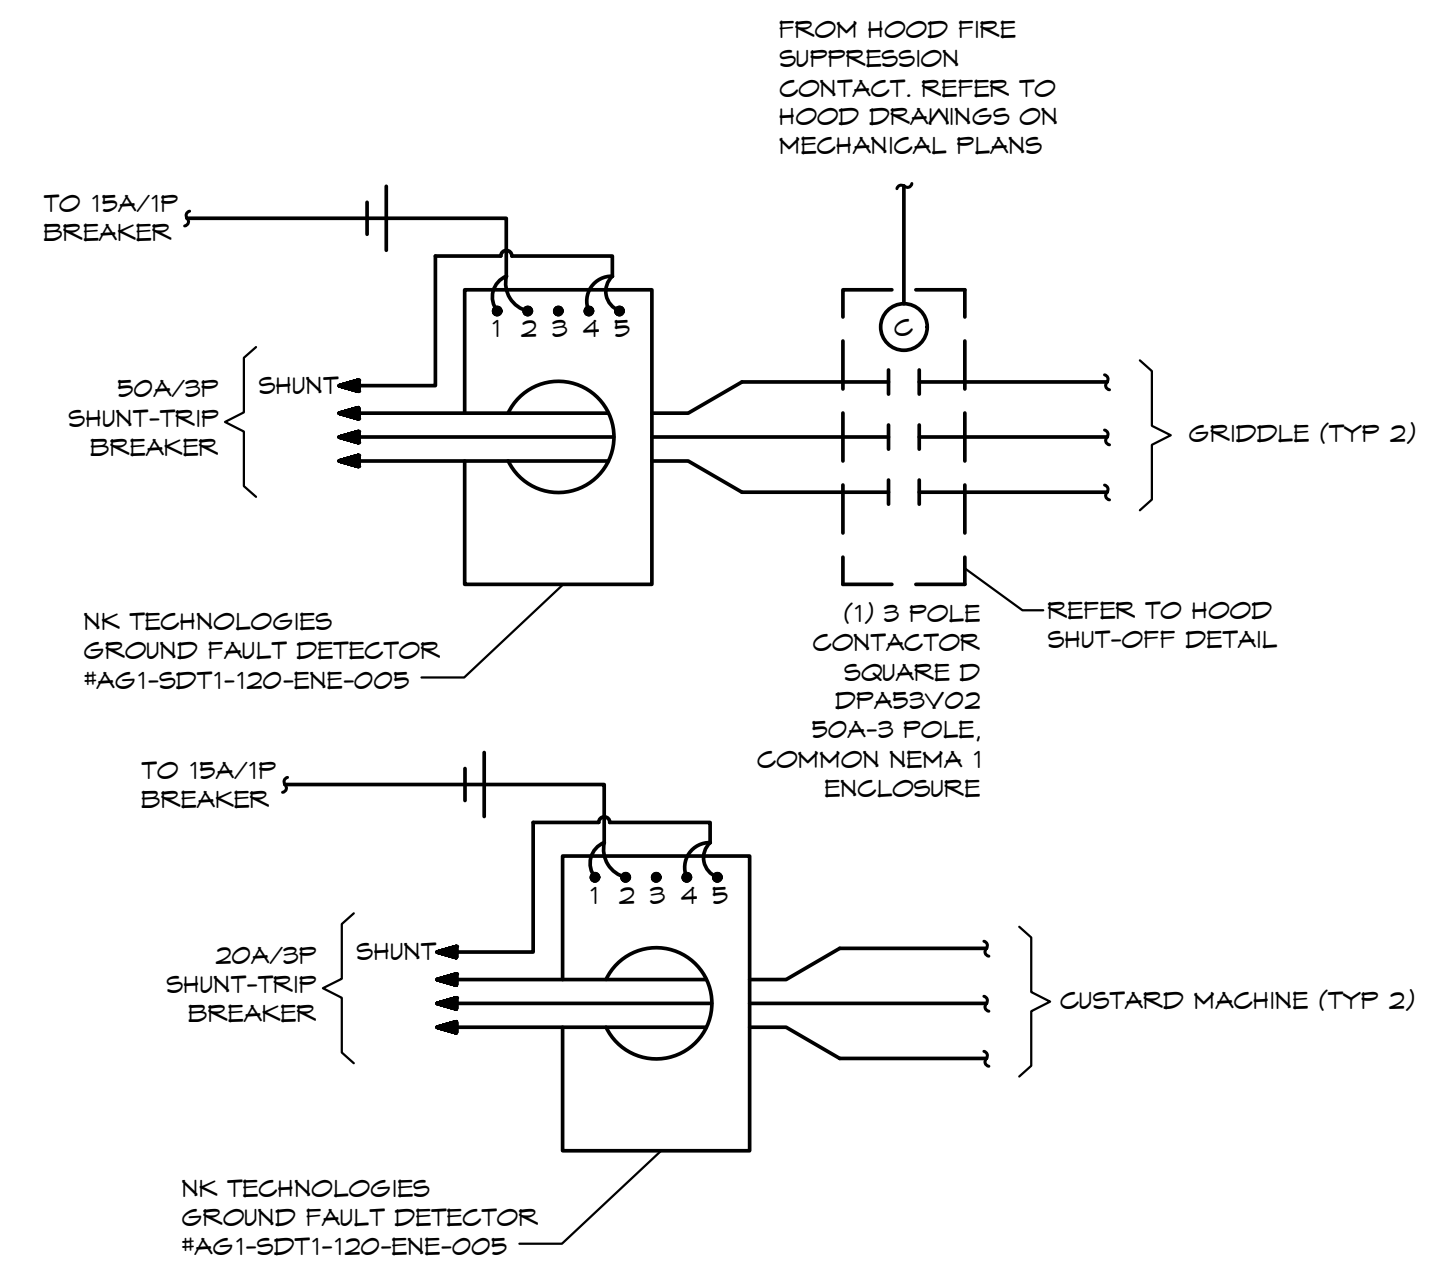 FROM HOOD FIRE
SUPPRESSION
CONTACT. REFER TO
HOOD DRAWINGS ON
MECHANICAL PLANS
TO 15A/1P
BREAKER
1 2 3 4 5
C
50A/3P
SHUNT-TRIP
BREAKER
SHUNT
GRIDDLE (TYP 2)
NK TECHNOLOGIES
GROUND FAULT DETECTOR
#AG1-SDT1-120-ENE-005
(1) 3 POLE
CONTACTOR
SQUARE D
DPA53V02
50A-3 POLE,
COMMON NEMA 1
ENCLOSURE
REFER TO HOOD
SHUT-OFF DETAIL
TO 15A/1P
BREAKER
1 2 3 4 5
20A/3P
SHUNT-TRIP
BREAKER
SHUNT
CUSTARD MACHINE (TYP 2)
NK TECHNOLOGIES
GROUND FAULT DETECTOR
#AG1-SDT1-120-ENE-005